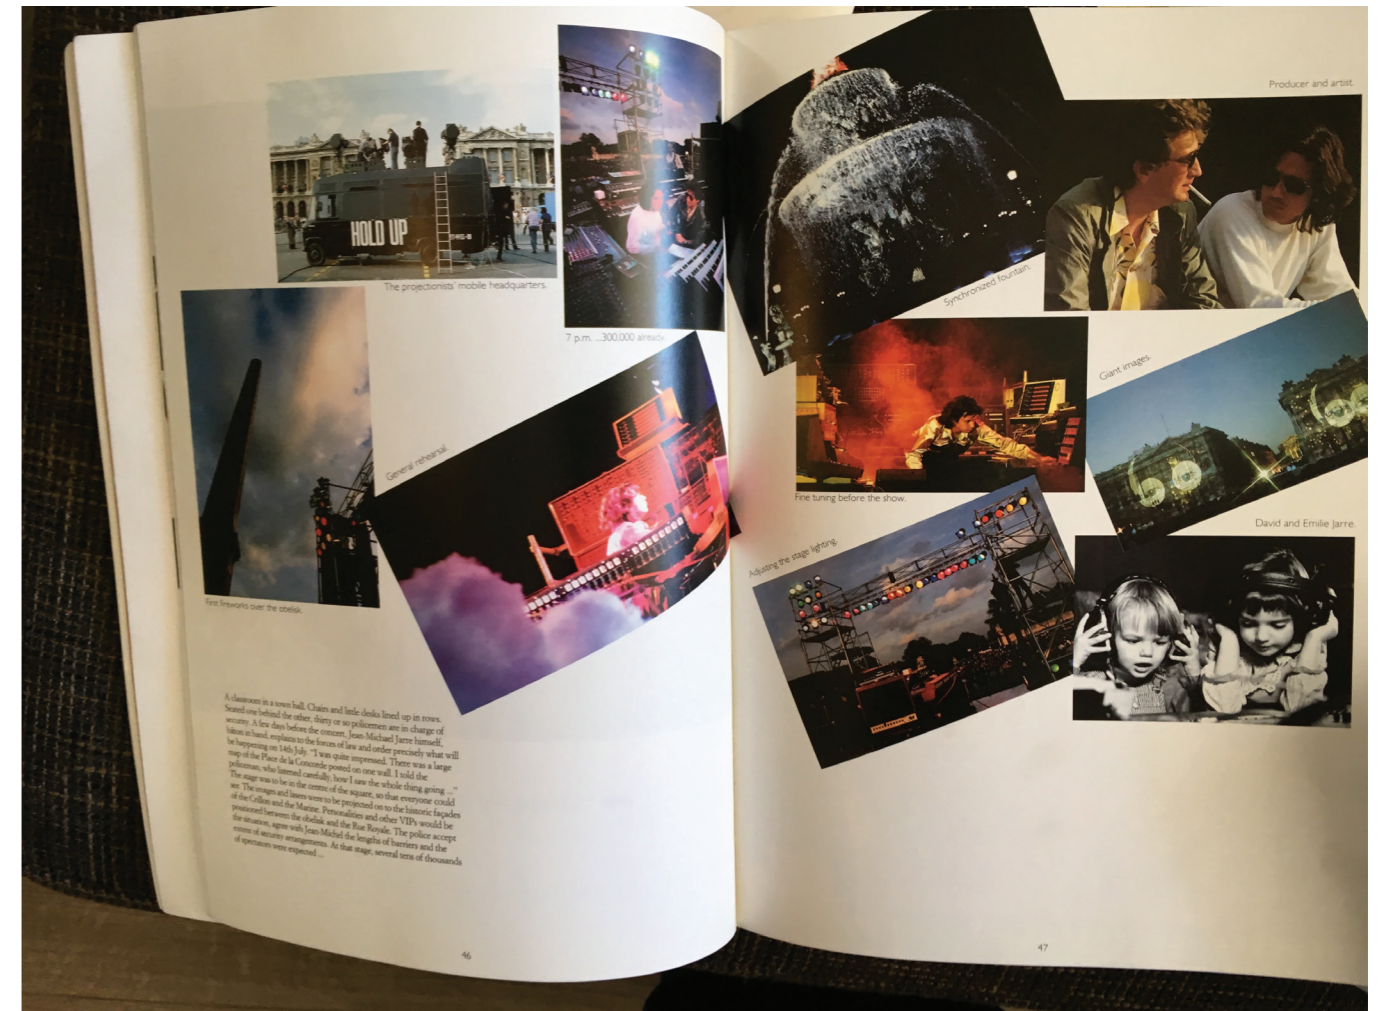 HOLD UP
The projectionists' mobile headquarters.
7 p.m. ...300,000 already.
First fireworks over the obelisk.
General rehearsal.
A classroom in a town hall. Chairs and little desks lined up in rows.
Seated one behind the other, thirty or so policemen are in charge of
security. A few days before the concert, Jean-Michael Jarre himself,
bâton in hand, explains to the forces of law and order precisely what will
be happening on 14th July. "I was quite impressed. There was a large
map of the Place de la Concorde posted on one wall. I told the
policeman, who listened carefully, how I saw the whole thing going ..."
The stage was to be in the centre of the square, so that everyone could
see. The images and lasers were to be projected on to the historic façades
of the Crillon and the Marine. Personalities and other VIPs would be
positioned between the obelisk and the Rue Royale. The police accept
the situation, agree with Jean-Michel the lengths of barriers and the
extent of security arrangements. At that stage, several tens of thousands
of spectators were expected ...
46
Producer and artist.
Synchronized fountain.
Giant images.
Fine tuning before the show.
Adjusting the stage lighting.
David and Emilie Jarre.
47